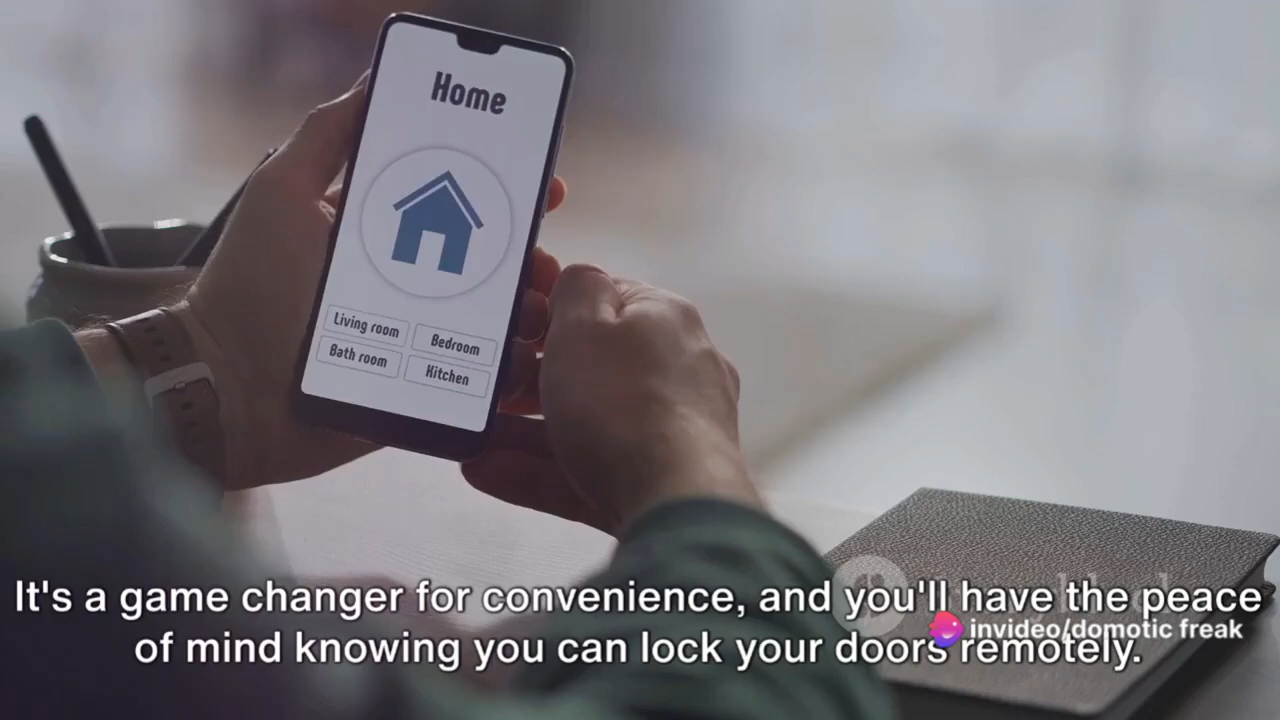 Home
Living room
Bedroom
Bath room
Kitchen
It's a game changer for convenience, and you'll have the peace
of mind knowing you can lock your doors remotely.
invideo/domotic freak